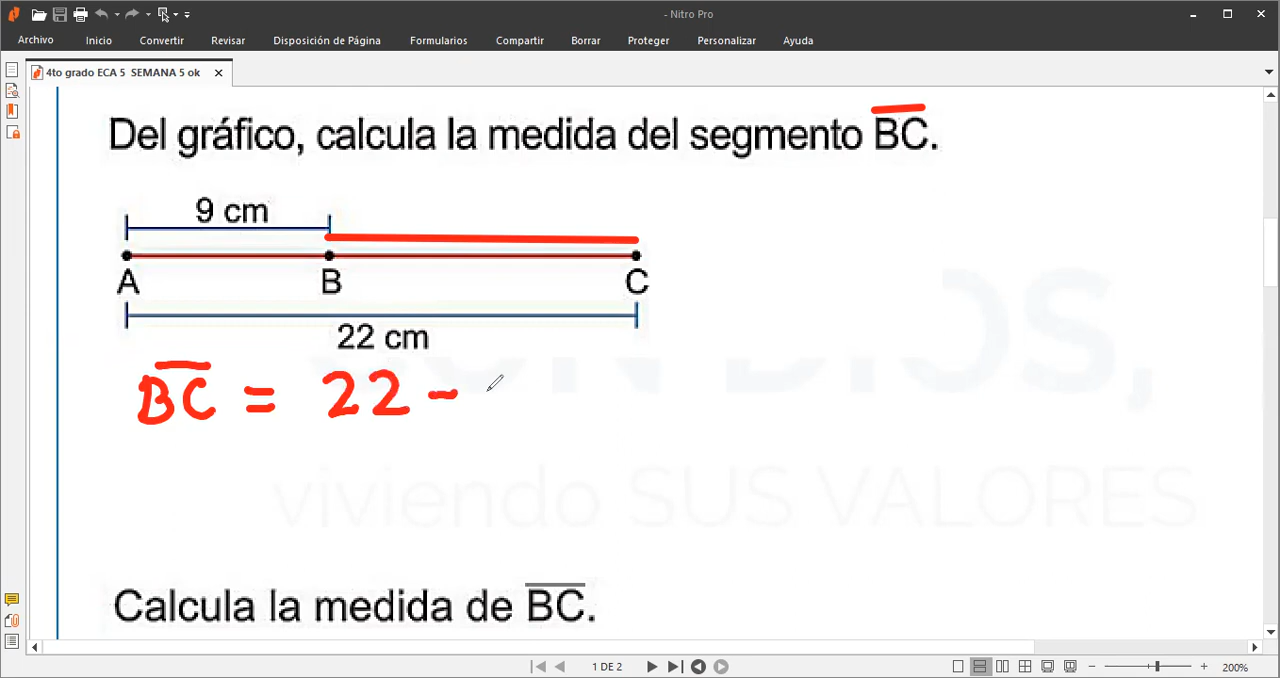 - Nitro Pro
Archivo Inicio Convertir Revisar Disposición de Página Formularios Compartir Borrar Proteger Personalizar Ayuda
4to grado ECA 5 SEMANA 5 ok
Del gráfico, calcula la medida del segmento BC.
9 cm
A B C
22 cm
BC = 22 -
CON DIOS,
viviendo SUS VALORES
Calcula la medida de BC.
1 DE 2
200%